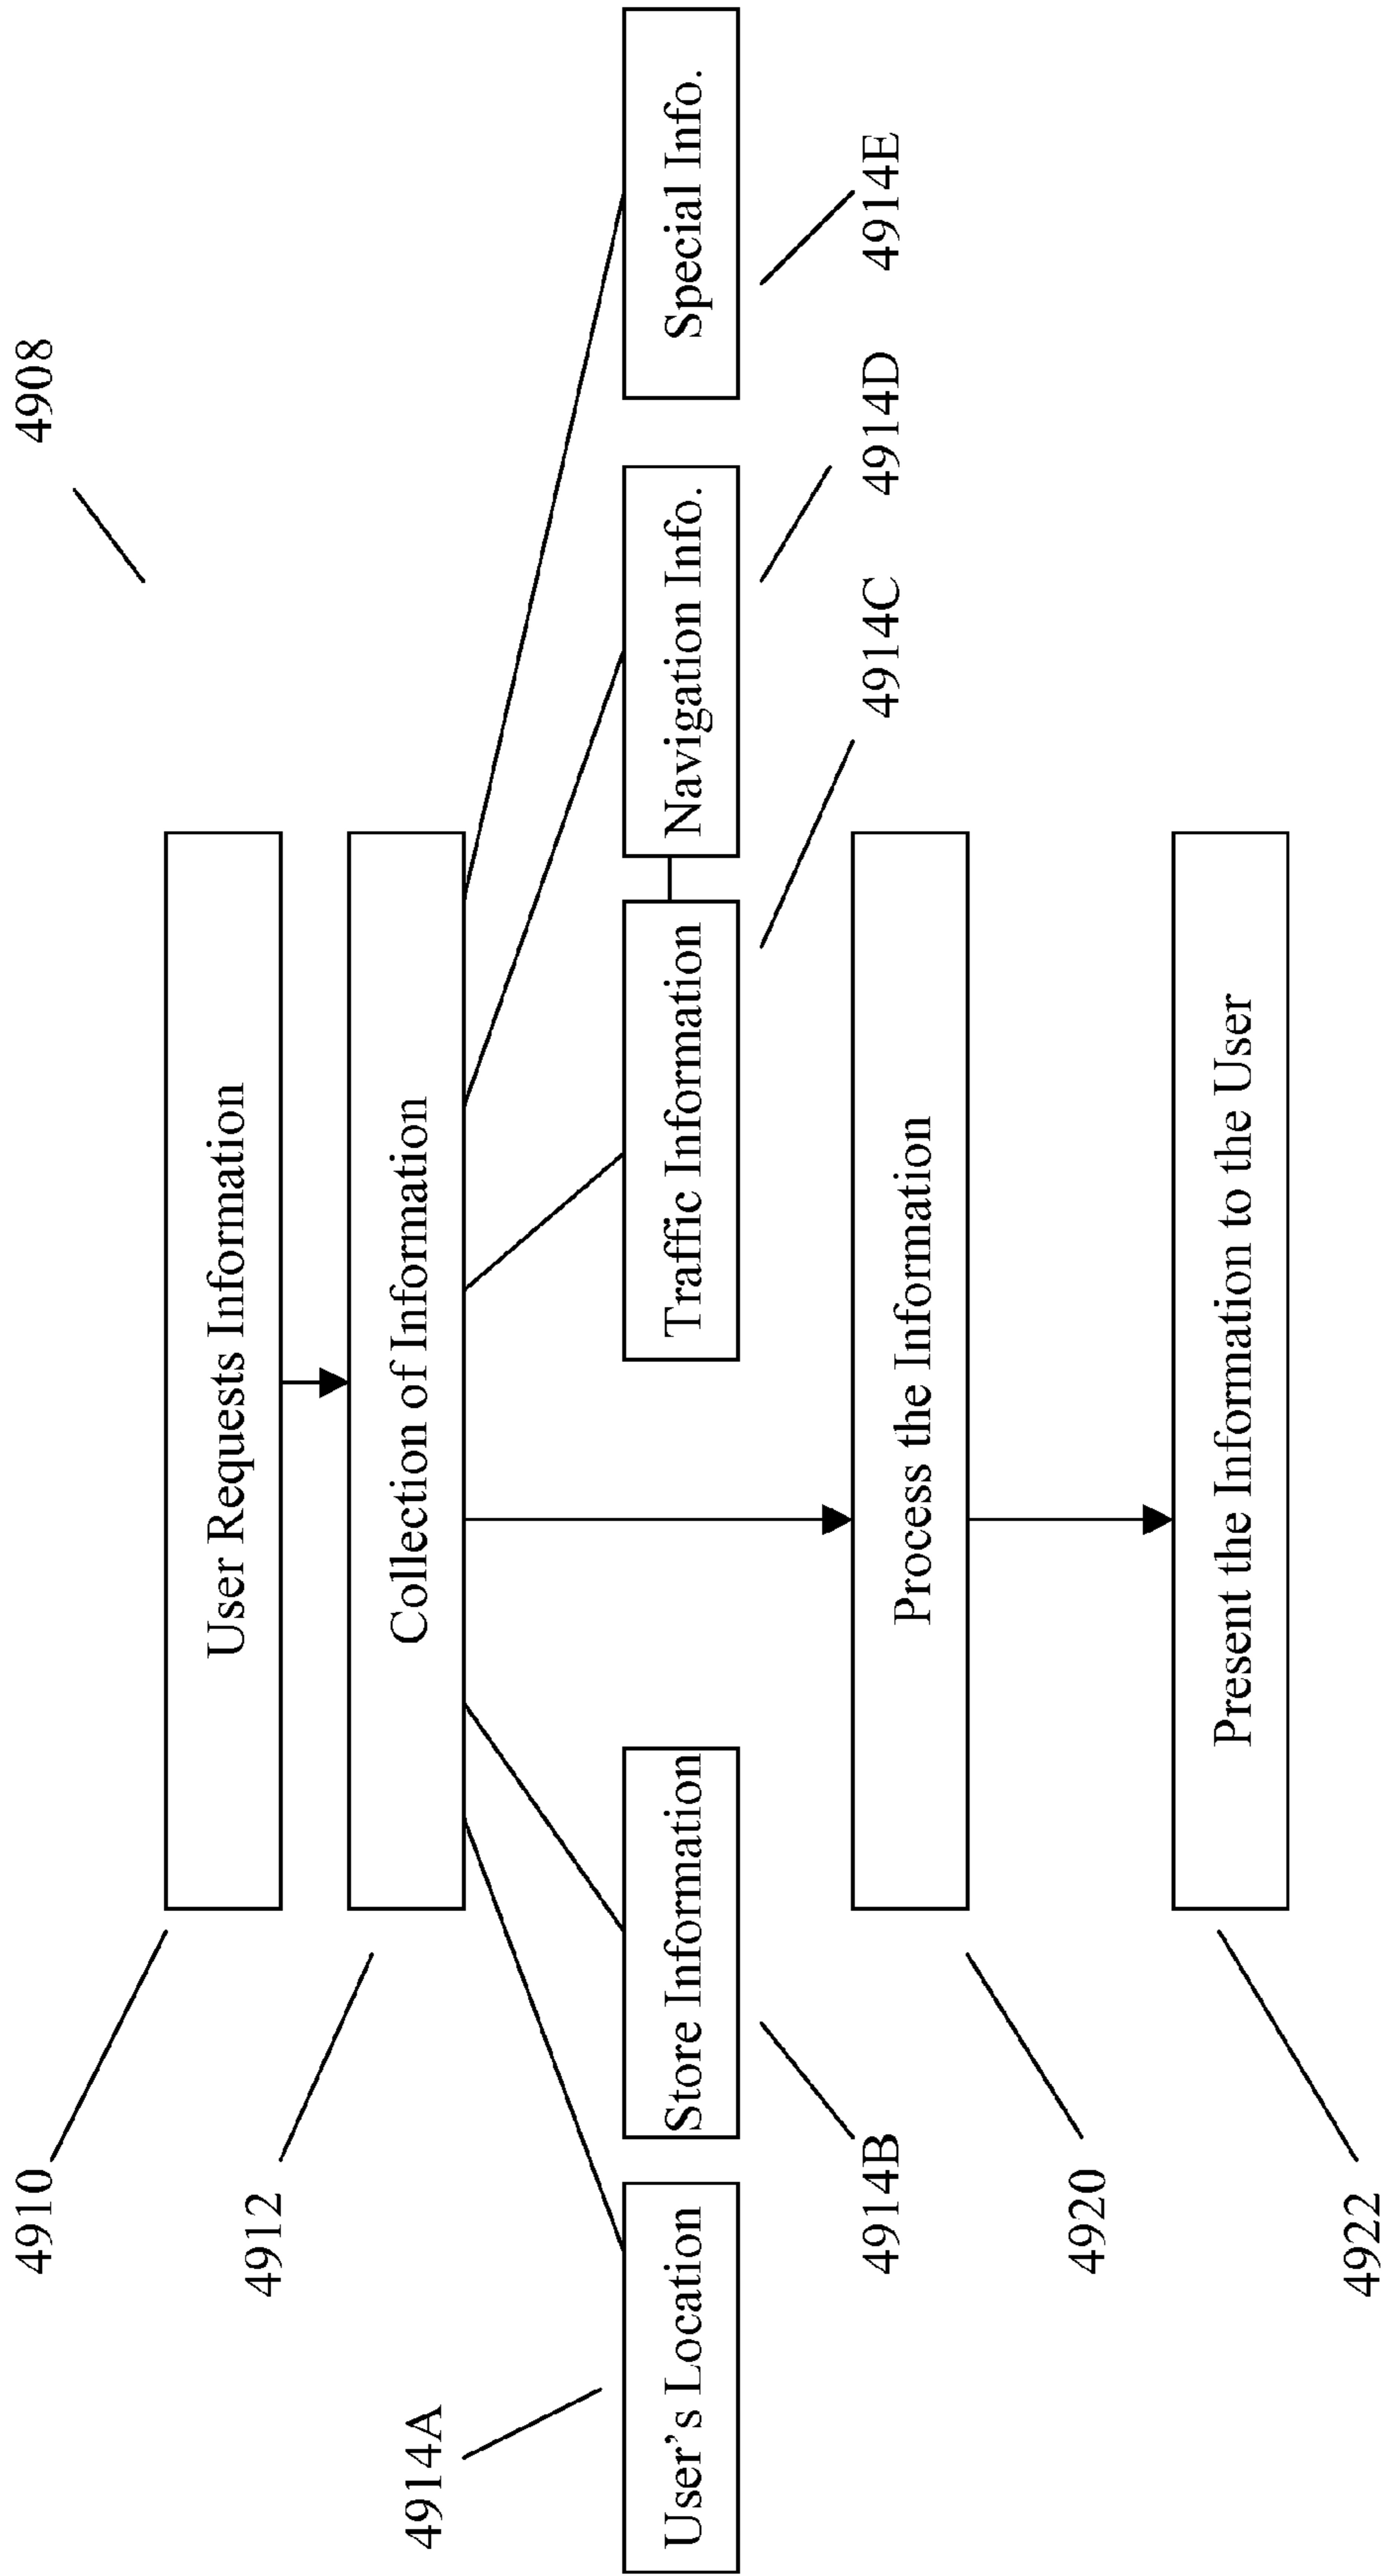 4908
4910
User Requests Information
4912
Collection of Information
4914A
User's Location
Store Information
Traffic Information
Navigation Info.
Special Info.
4914B
4914C
4914D
4914E
Process the Information
4920
Present the Information to the User
4922